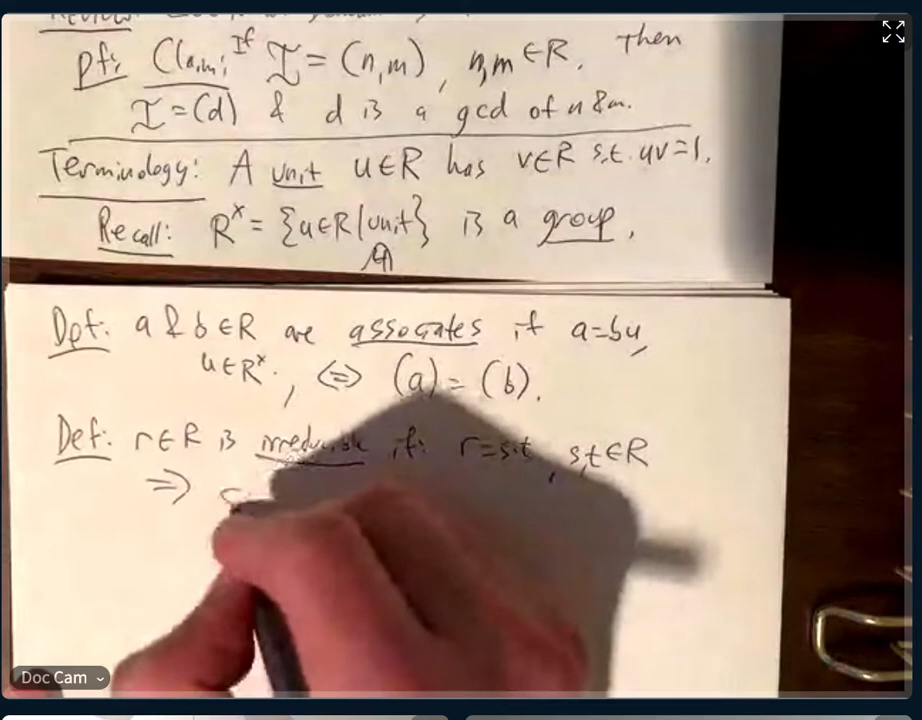 Review:
pf: Claim: If I = (n,m), n,m ∈ R. Then
I = (d) & d is a gcd of n & m.
Terminology: A unit u ∈ R has v ∈ R s.t. uv = 1.
Recall: R^x = {u ∈ R | unit} is a group.
Def: a & b ∈ R are associates if a = bu,
u ∈ R^x. , ⟺ (a) = (b).
Def: r ∈ R is irreducible if: r = s·t, s,t ∈ R
⇒ s
Doc Cam